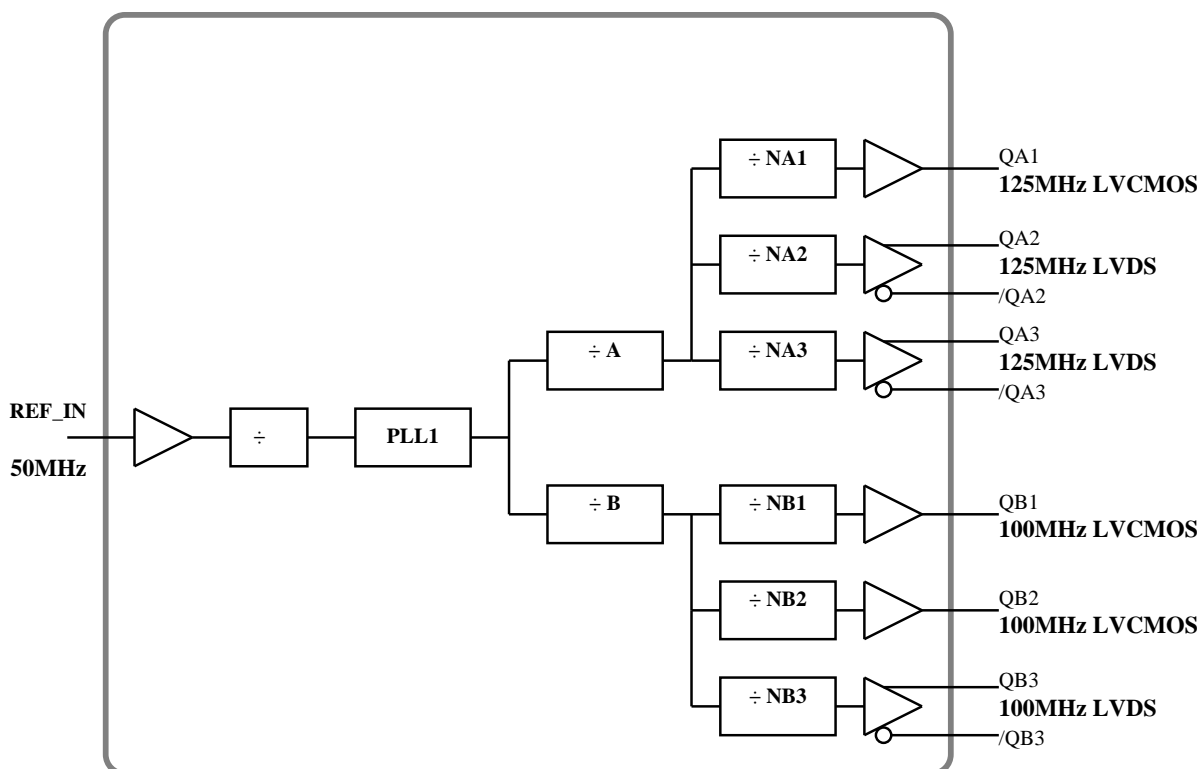 ÷ NA1
QA1
125MHz LVCMOS
÷ NA2
QA2
125MHz LVDS
/QA2
÷ A
÷ NA3
QA3
125MHz LVDS
/QA3
REF_IN
50MHz
÷
PLL1
÷ B
÷ NB1
QB1
100MHz LVCMOS
÷ NB2
QB2
100MHz LVCMOS
÷ NB3
QB3
100MHz LVDS
/QB3